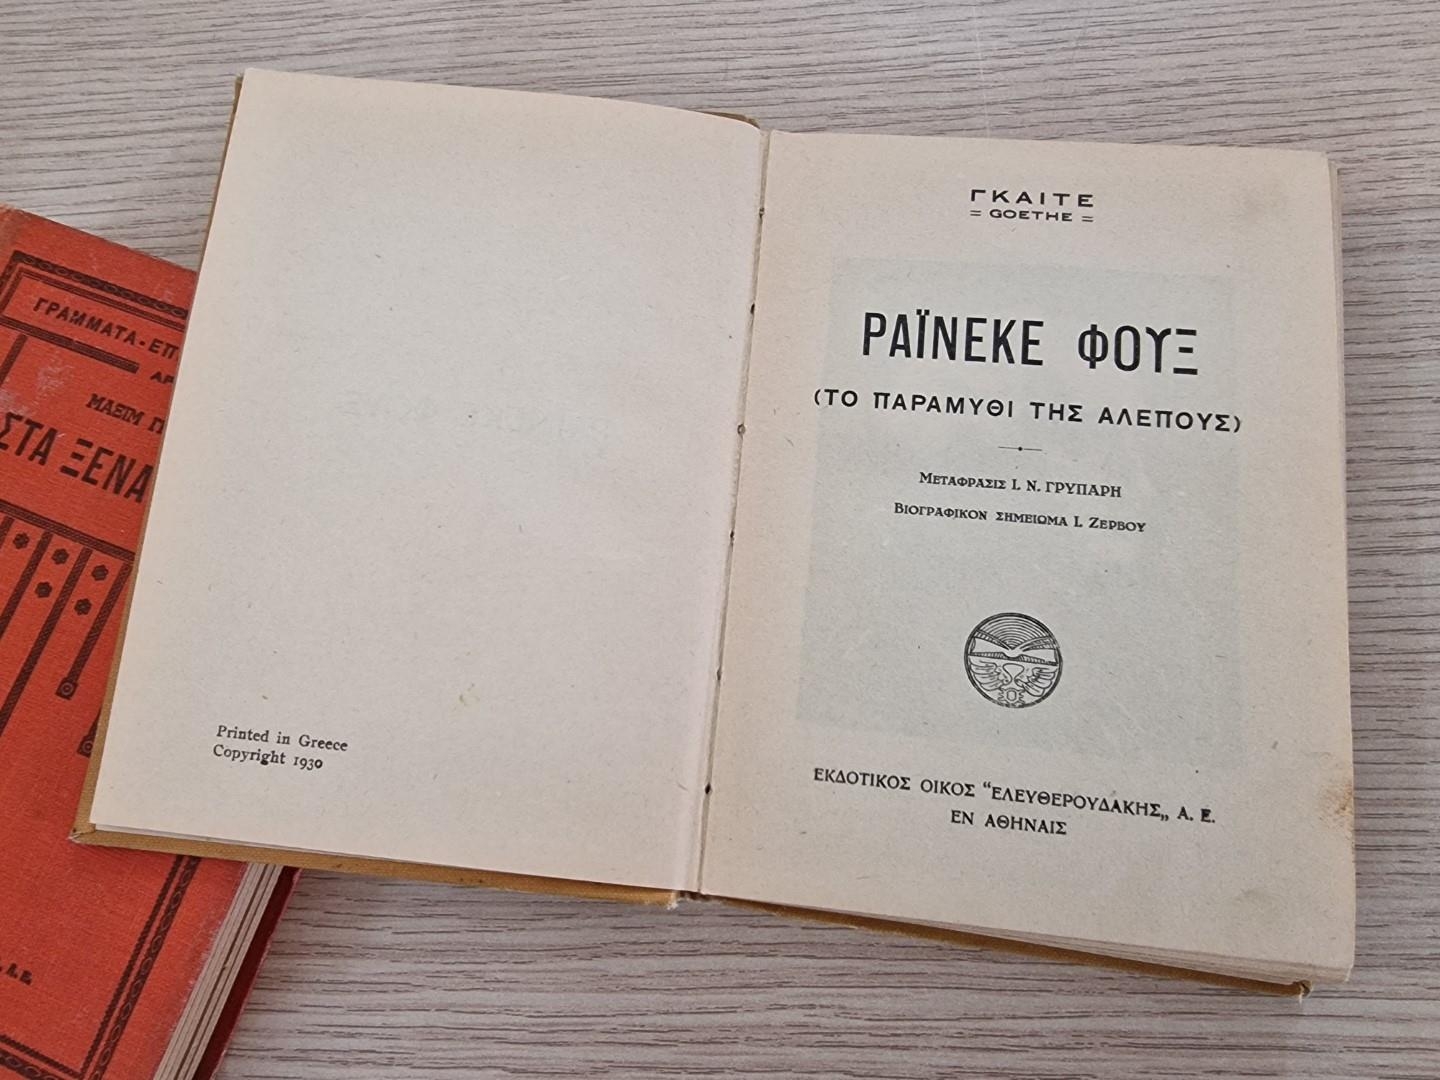 ΓΡΑΜΜΑΤΑ-
ΜΑΞΙΜ
ΣΤΑ ΞΕΝΑ
Printed in Greece
Copyright 1930
ΓΚΑΙΤΕ
= GOETHE =
ΡΑΪΝΕΚΕ ΦΟΥΞ
(ΤΟ ΠΑΡΑΜΥΘΙ ΤΗΣ ΑΛΕΠΟΥΣ)
ΜΕΤΑΦΡΑΣΙΣ Ι. Ν. ΓΡΥΠΑΡΗ
ΒΙΟΓΡΑΦΙΚΟΝ ΣΗΜΕΙΩΜΑ Ι. ΖΕΡΒΟΥ
ΕΚΔΟΤΙΚΟΣ ΟΙΚΟΣ “ΕΛΕΥΘΕΡΟΥΔΑΚΗΣ„ Α. Ε.
ΕΝ ΑΘΗΝΑΙΣ